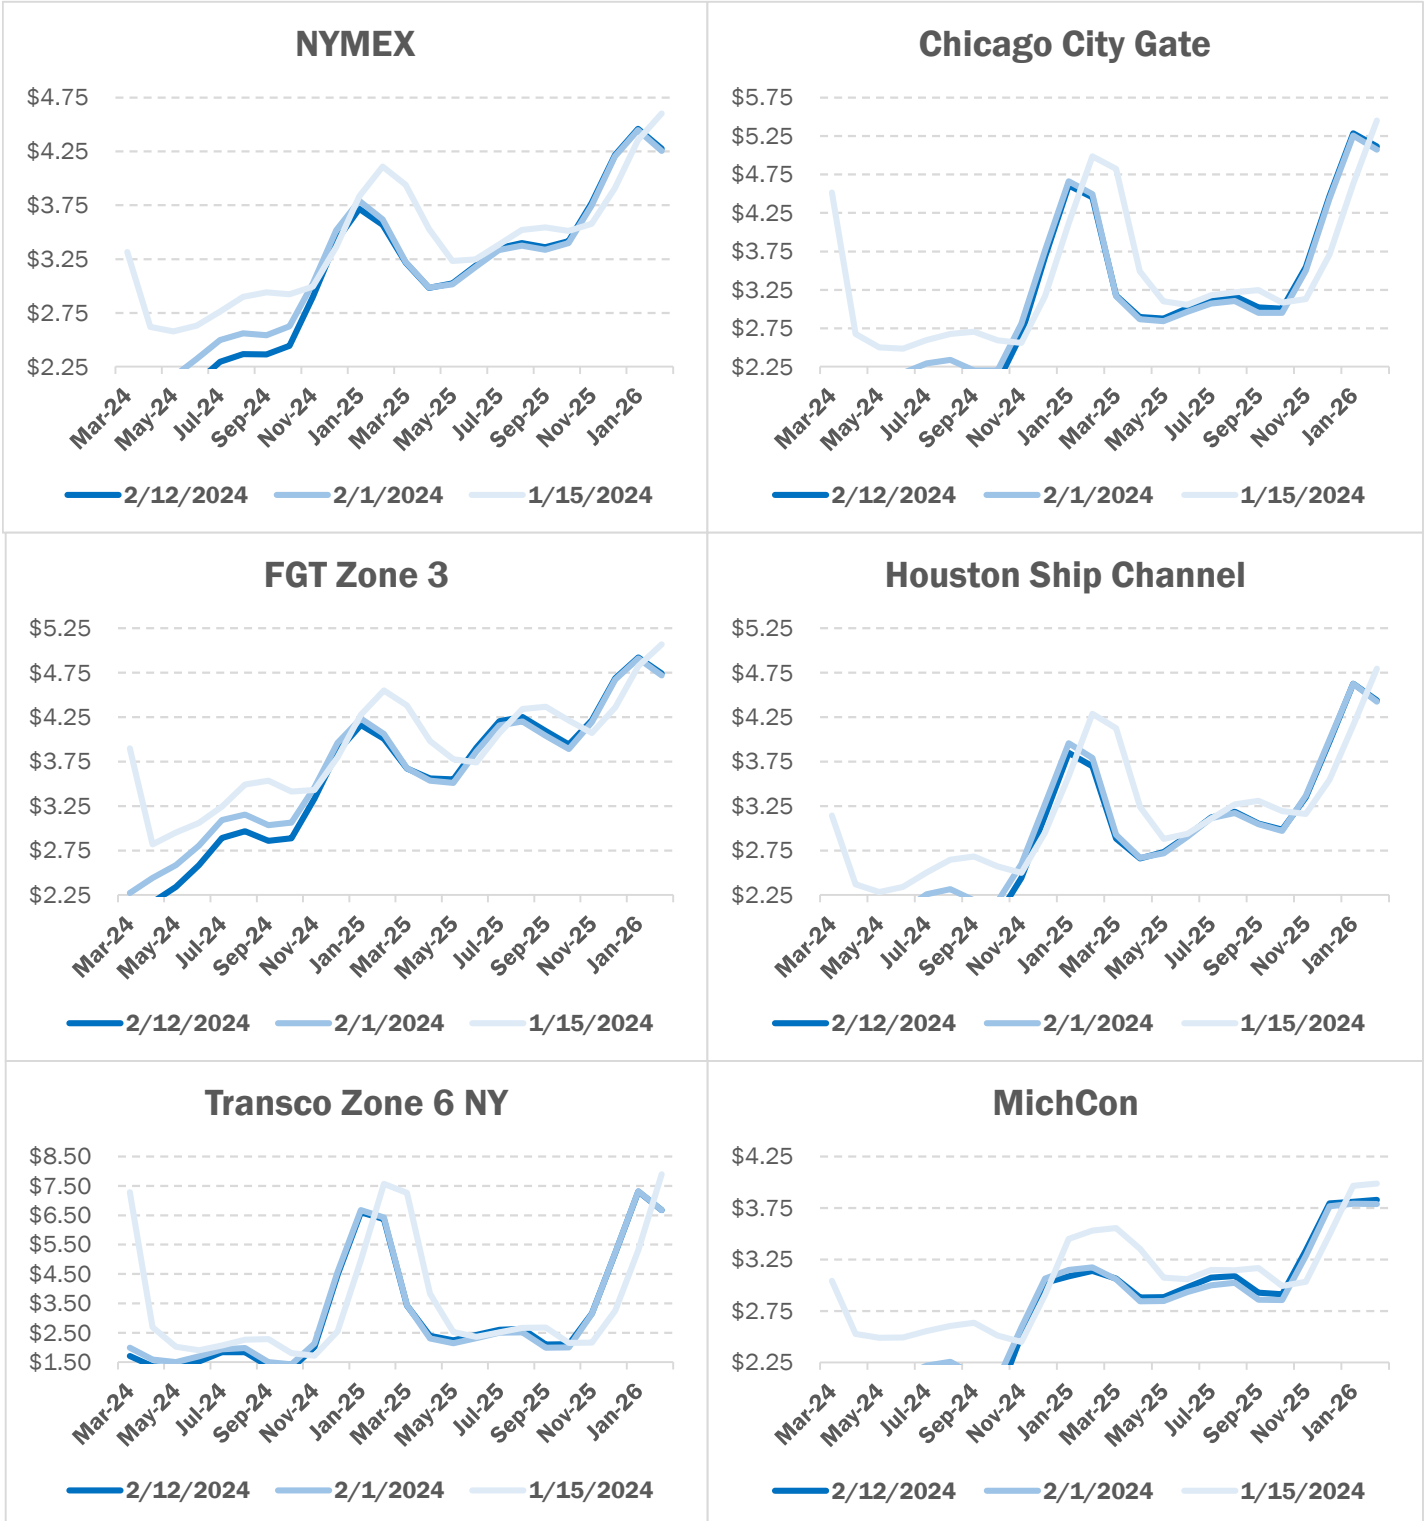 NYMEX
$4.75
$4.25
$3.75
$3.25
$2.75
$2.25
Mar-24 May-24 Jul-24 Sep-24 Nov-24 Jan-25 Mar-25 May-25 Jul-25 Sep-25 Nov-25 Jan-26
2/12/2024 2/1/2024 1/15/2024
Chicago City Gate
$5.75
$5.25
$4.75
$4.25
$3.75
$3.25
$2.75
$2.25
Mar-24 May-24 Jul-24 Sep-24 Nov-24 Jan-25 Mar-25 May-25 Jul-25 Sep-25 Nov-25 Jan-26
2/12/2024 2/1/2024 1/15/2024
FGT Zone 3
$5.25
$4.75
$4.25
$3.75
$3.25
$2.75
$2.25
Mar-24 May-24 Jul-24 Sep-24 Nov-24 Jan-25 Mar-25 May-25 Jul-25 Sep-25 Nov-25 Jan-26
2/12/2024 2/1/2024 1/15/2024
Houston Ship Channel
$5.25
$4.75
$4.25
$3.75
$3.25
$2.75
$2.25
Mar-24 May-24 Jul-24 Sep-24 Nov-24 Jan-25 Mar-25 May-25 Jul-25 Sep-25 Nov-25 Jan-26
2/12/2024 2/1/2024 1/15/2024
Transco Zone 6 NY
$8.50
$7.50
$6.50
$5.50
$4.50
$3.50
$2.50
$1.50
Mar-24 May-24 Jul-24 Sep-24 Nov-24 Jan-25 Mar-25 May-25 Jul-25 Sep-25 Nov-25 Jan-26
2/12/2024 2/1/2024 1/15/2024
MichCon
$4.25
$3.75
$3.25
$2.75
$2.25
Mar-24 May-24 Jul-24 Sep-24 Nov-24 Jan-25 Mar-25 May-25 Jul-25 Sep-25 Nov-25 Jan-26
2/12/2024 2/1/2024 1/15/2024